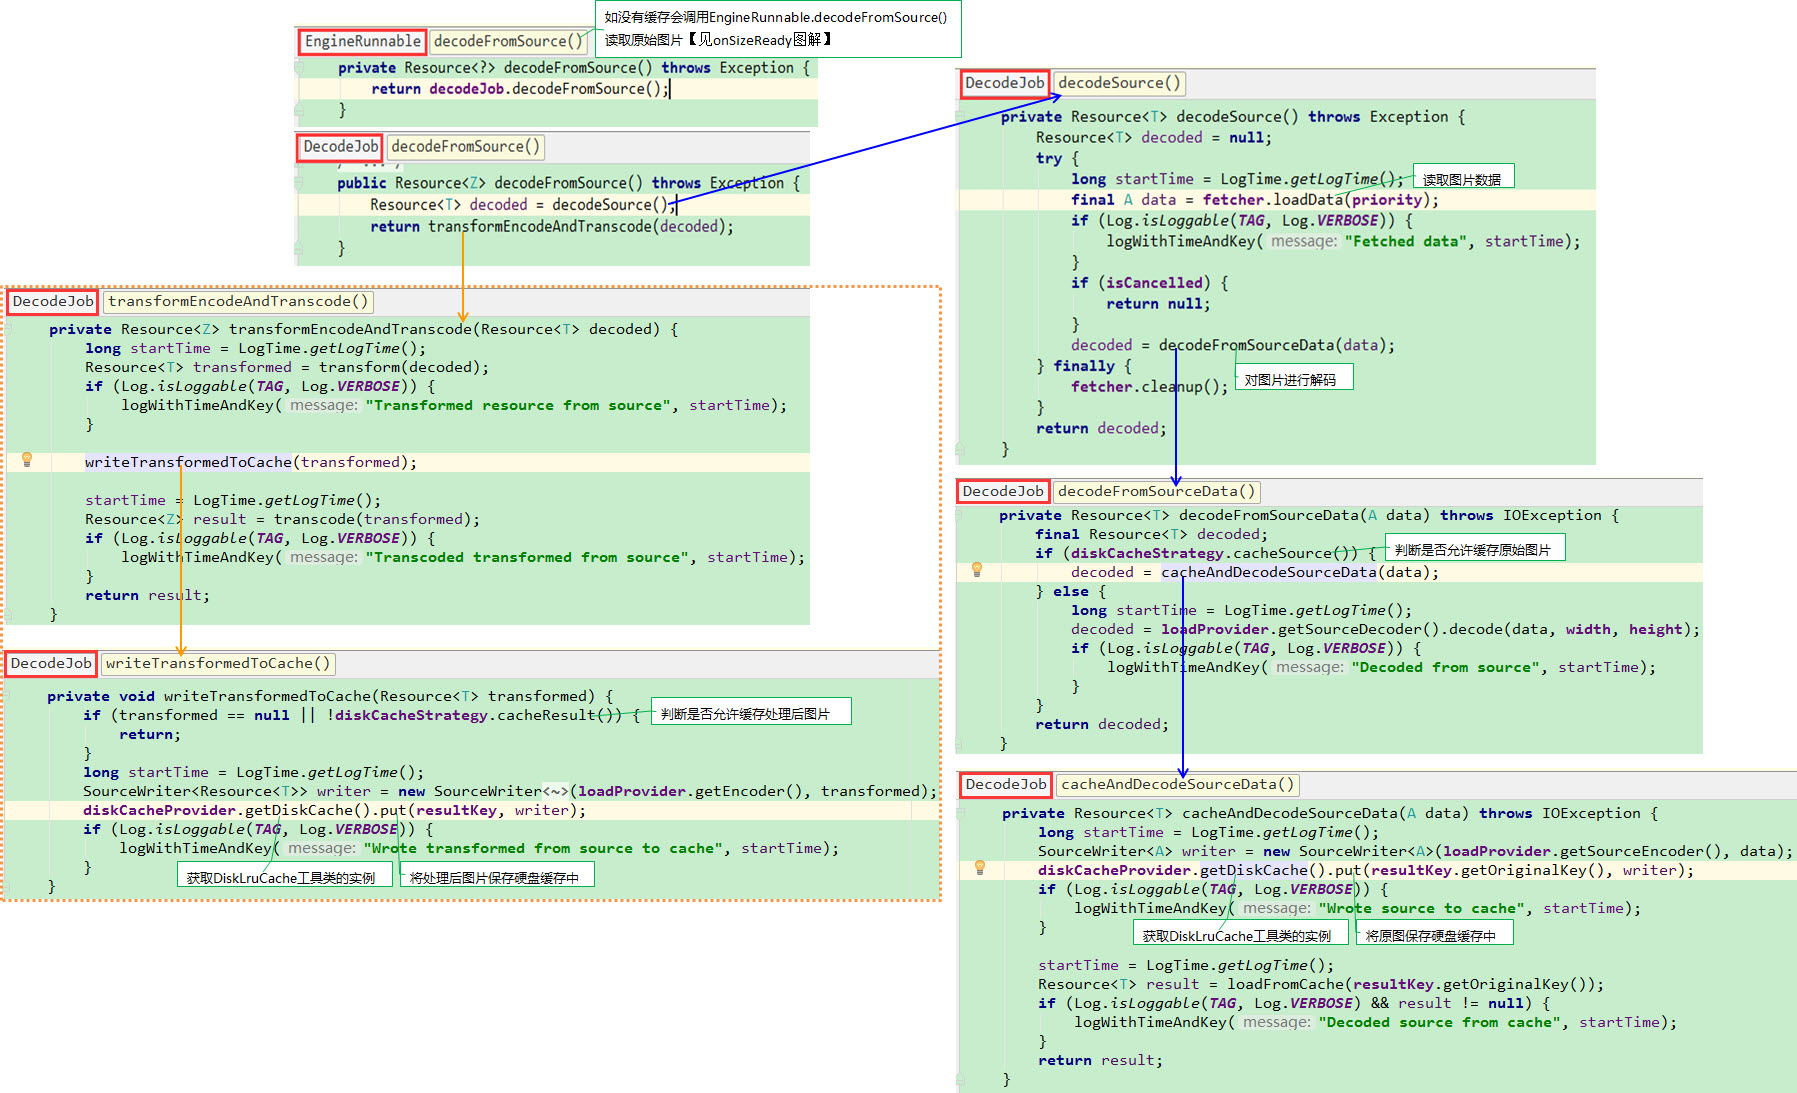 如没有缓存会调用EngineRunnable.decodeFromSource()
读取原始图片【见onSizeReady图解】
EngineRunnable decodeFromSource()
private Resource<?> decodeFromSource() throws Exception {
return decodeJob.decodeFromSource();
}
DecodeJob decodeFromSource()
public Resource<Z> decodeFromSource() throws Exception {
Resource<T> decoded = decodeSource();
return transformEncodeAndTranscode(decoded);
}
DecodeJob transformEncodeAndTranscode()
private Resource<Z> transformEncodeAndTranscode(Resource<T> decoded) {
long startTime = LogTime.getLogTime();
Resource<T> transformed = transform(decoded);
if (Log.isLoggable(TAG, Log.VERBOSE)) {
logWithTimeAndKey( message: "Transformed resource from source", startTime);
}
writeTransformedToCache(transformed);
startTime = LogTime.getLogTime();
Resource<Z> result = transcode(transformed);
if (Log.isLoggable(TAG, Log.VERBOSE)) {
logWithTimeAndKey( message: "Transcoded transformed from source", startTime);
}
return result;
}
DecodeJob writeTransformedToCache()
private void writeTransformedToCache(Resource<T> transformed) {
if (transformed == null || !diskCacheStrategy.cacheResult()) {
判断是否允许缓存处理后图片
return;
}
long startTime = LogTime.getLogTime();
SourceWriter<Resource<T>> writer = new SourceWriter<~>(loadProvider.getEncoder(), transformed);
diskCacheProvider.getDiskCache().put(resultKey, writer);
if (Log.isLoggable(TAG, Log.VERBOSE)) {
logWithTimeAndKey( message: "Wrote transformed from source to cache", startTime);
}
获取DiskLruCache工具类的实例
将处理后图片保存硬盘缓存中
}
DecodeJob decodeSource()
private Resource<T> decodeSource() throws Exception {
Resource<T> decoded = null;
try {
long startTime = LogTime.getLogTime();
读取图片数据
final A data = fetcher.loadData(priority);
if (Log.isLoggable(TAG, Log.VERBOSE)) {
logWithTimeAndKey( message: "Fetched data", startTime);
}
if (isCancelled) {
return null;
}
decoded = decodeFromSourceData(data);
} finally {
对图片进行解码
fetcher.cleanup();
}
return decoded;
}
DecodeJob decodeFromSourceData()
private Resource<T> decodeFromSourceData(A data) throws IOException {
final Resource<T> decoded;
if (diskCacheStrategy.cacheSource()) {
判断是否允许缓存原始图片
decoded = cacheAndDecodeSourceData(data);
} else {
long startTime = LogTime.getLogTime();
decoded = loadProvider.getSourceDecoder().decode(data, width, height);
if (Log.isLoggable(TAG, Log.VERBOSE)) {
logWithTimeAndKey( message: "Decoded from source", startTime);
}
}
return decoded;
}
DecodeJob cacheAndDecodeSourceData()
private Resource<T> cacheAndDecodeSourceData(A data) throws IOException {
long startTime = LogTime.getLogTime();
SourceWriter<A> writer = new SourceWriter<A>(loadProvider.getSourceEncoder(), data);
diskCacheProvider.getDiskCache().put(resultKey.getOriginalKey(), writer);
if (Log.isLoggable(TAG, Log.VERBOSE)) {
logWithTimeAndKey( message: "Wrote source to cache", startTime);
}
获取DiskLruCache工具类的实例
将原图保存硬盘缓存中
startTime = LogTime.getLogTime();
Resource<T> result = loadFromCache(resultKey.getOriginalKey());
if (Log.isLoggable(TAG, Log.VERBOSE) && result != null) {
logWithTimeAndKey( message: "Decoded source from cache", startTime);
}
return result;
}